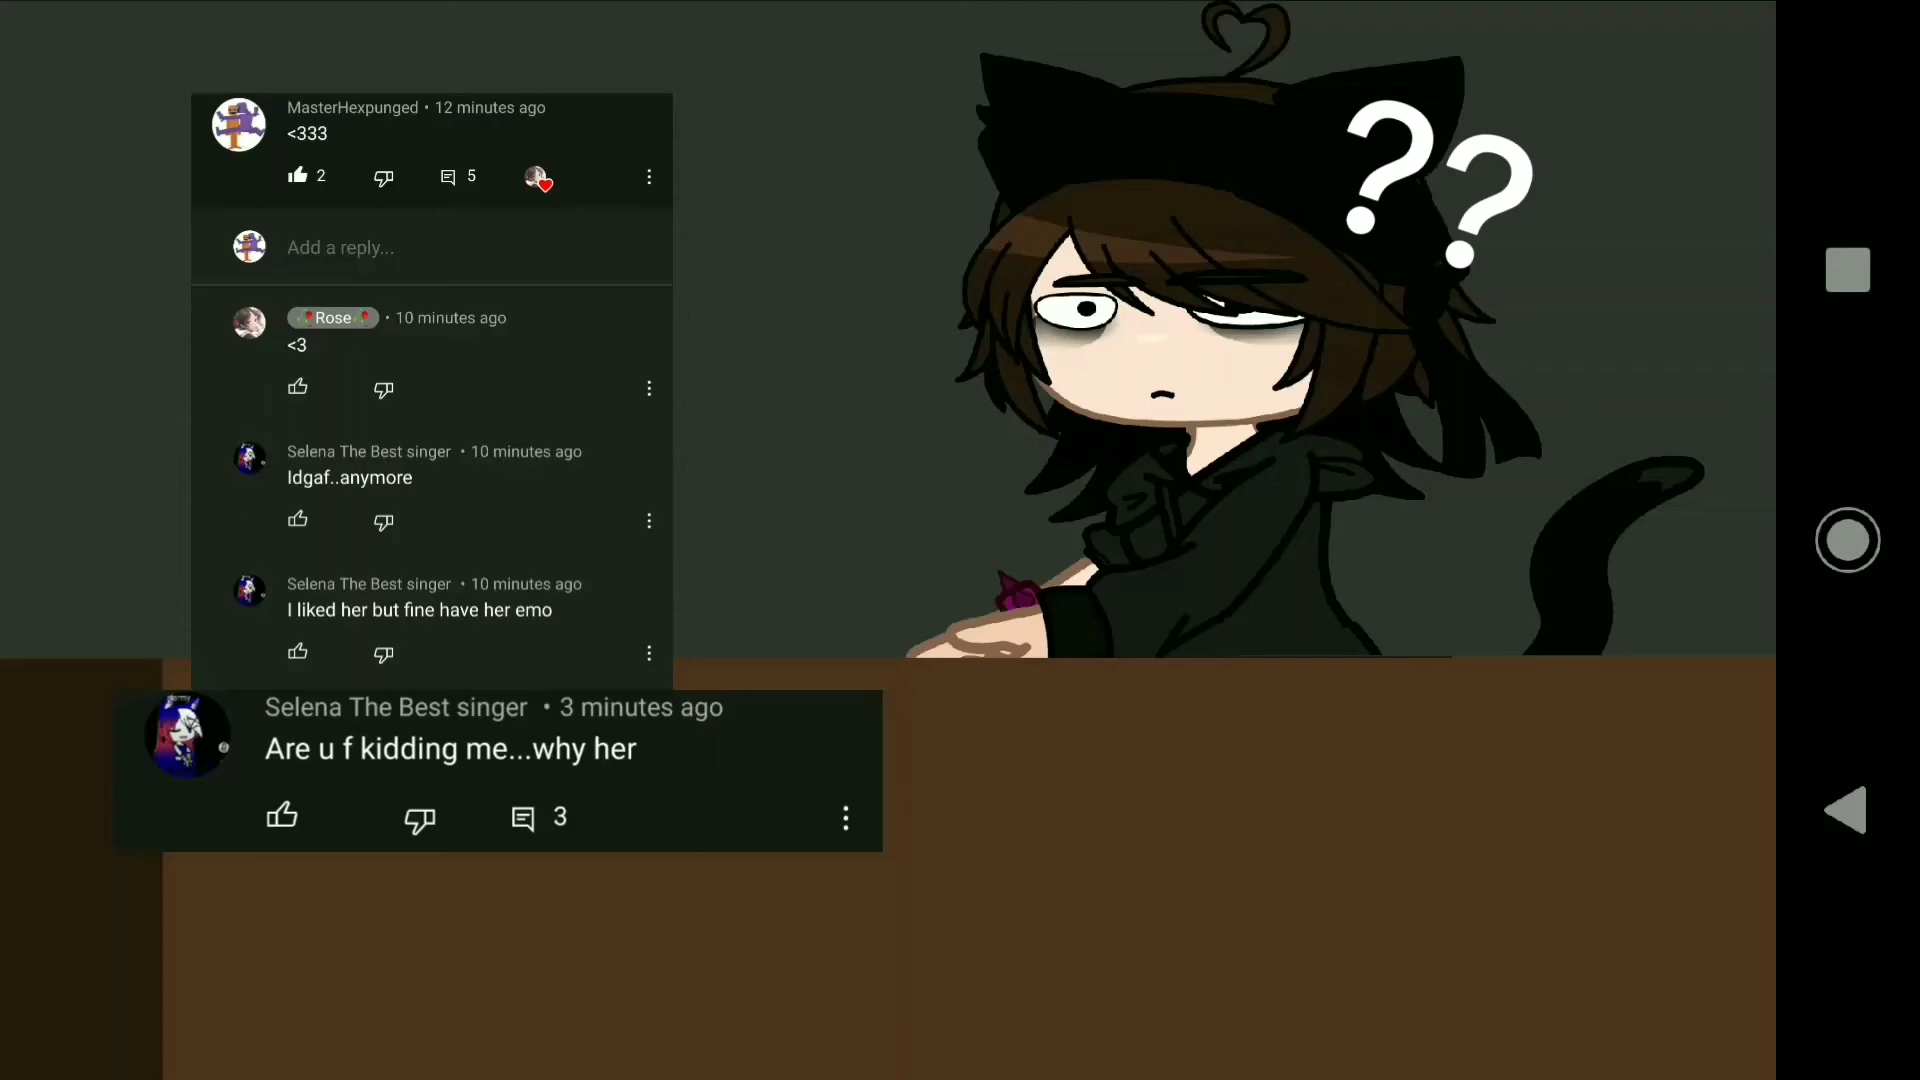 MasterHexpunged • 12 minutes ago
<333
2
5
Add a reply...
🥀Rose🥀 • 10 minutes ago
<3
Selena The Best singer • 10 minutes ago
Idgaf..anymore
Selena The Best singer • 10 minutes ago
I liked her but fine have her emo
Selena The Best singer • 3 minutes ago
Are u f kidding me...why her
3
??